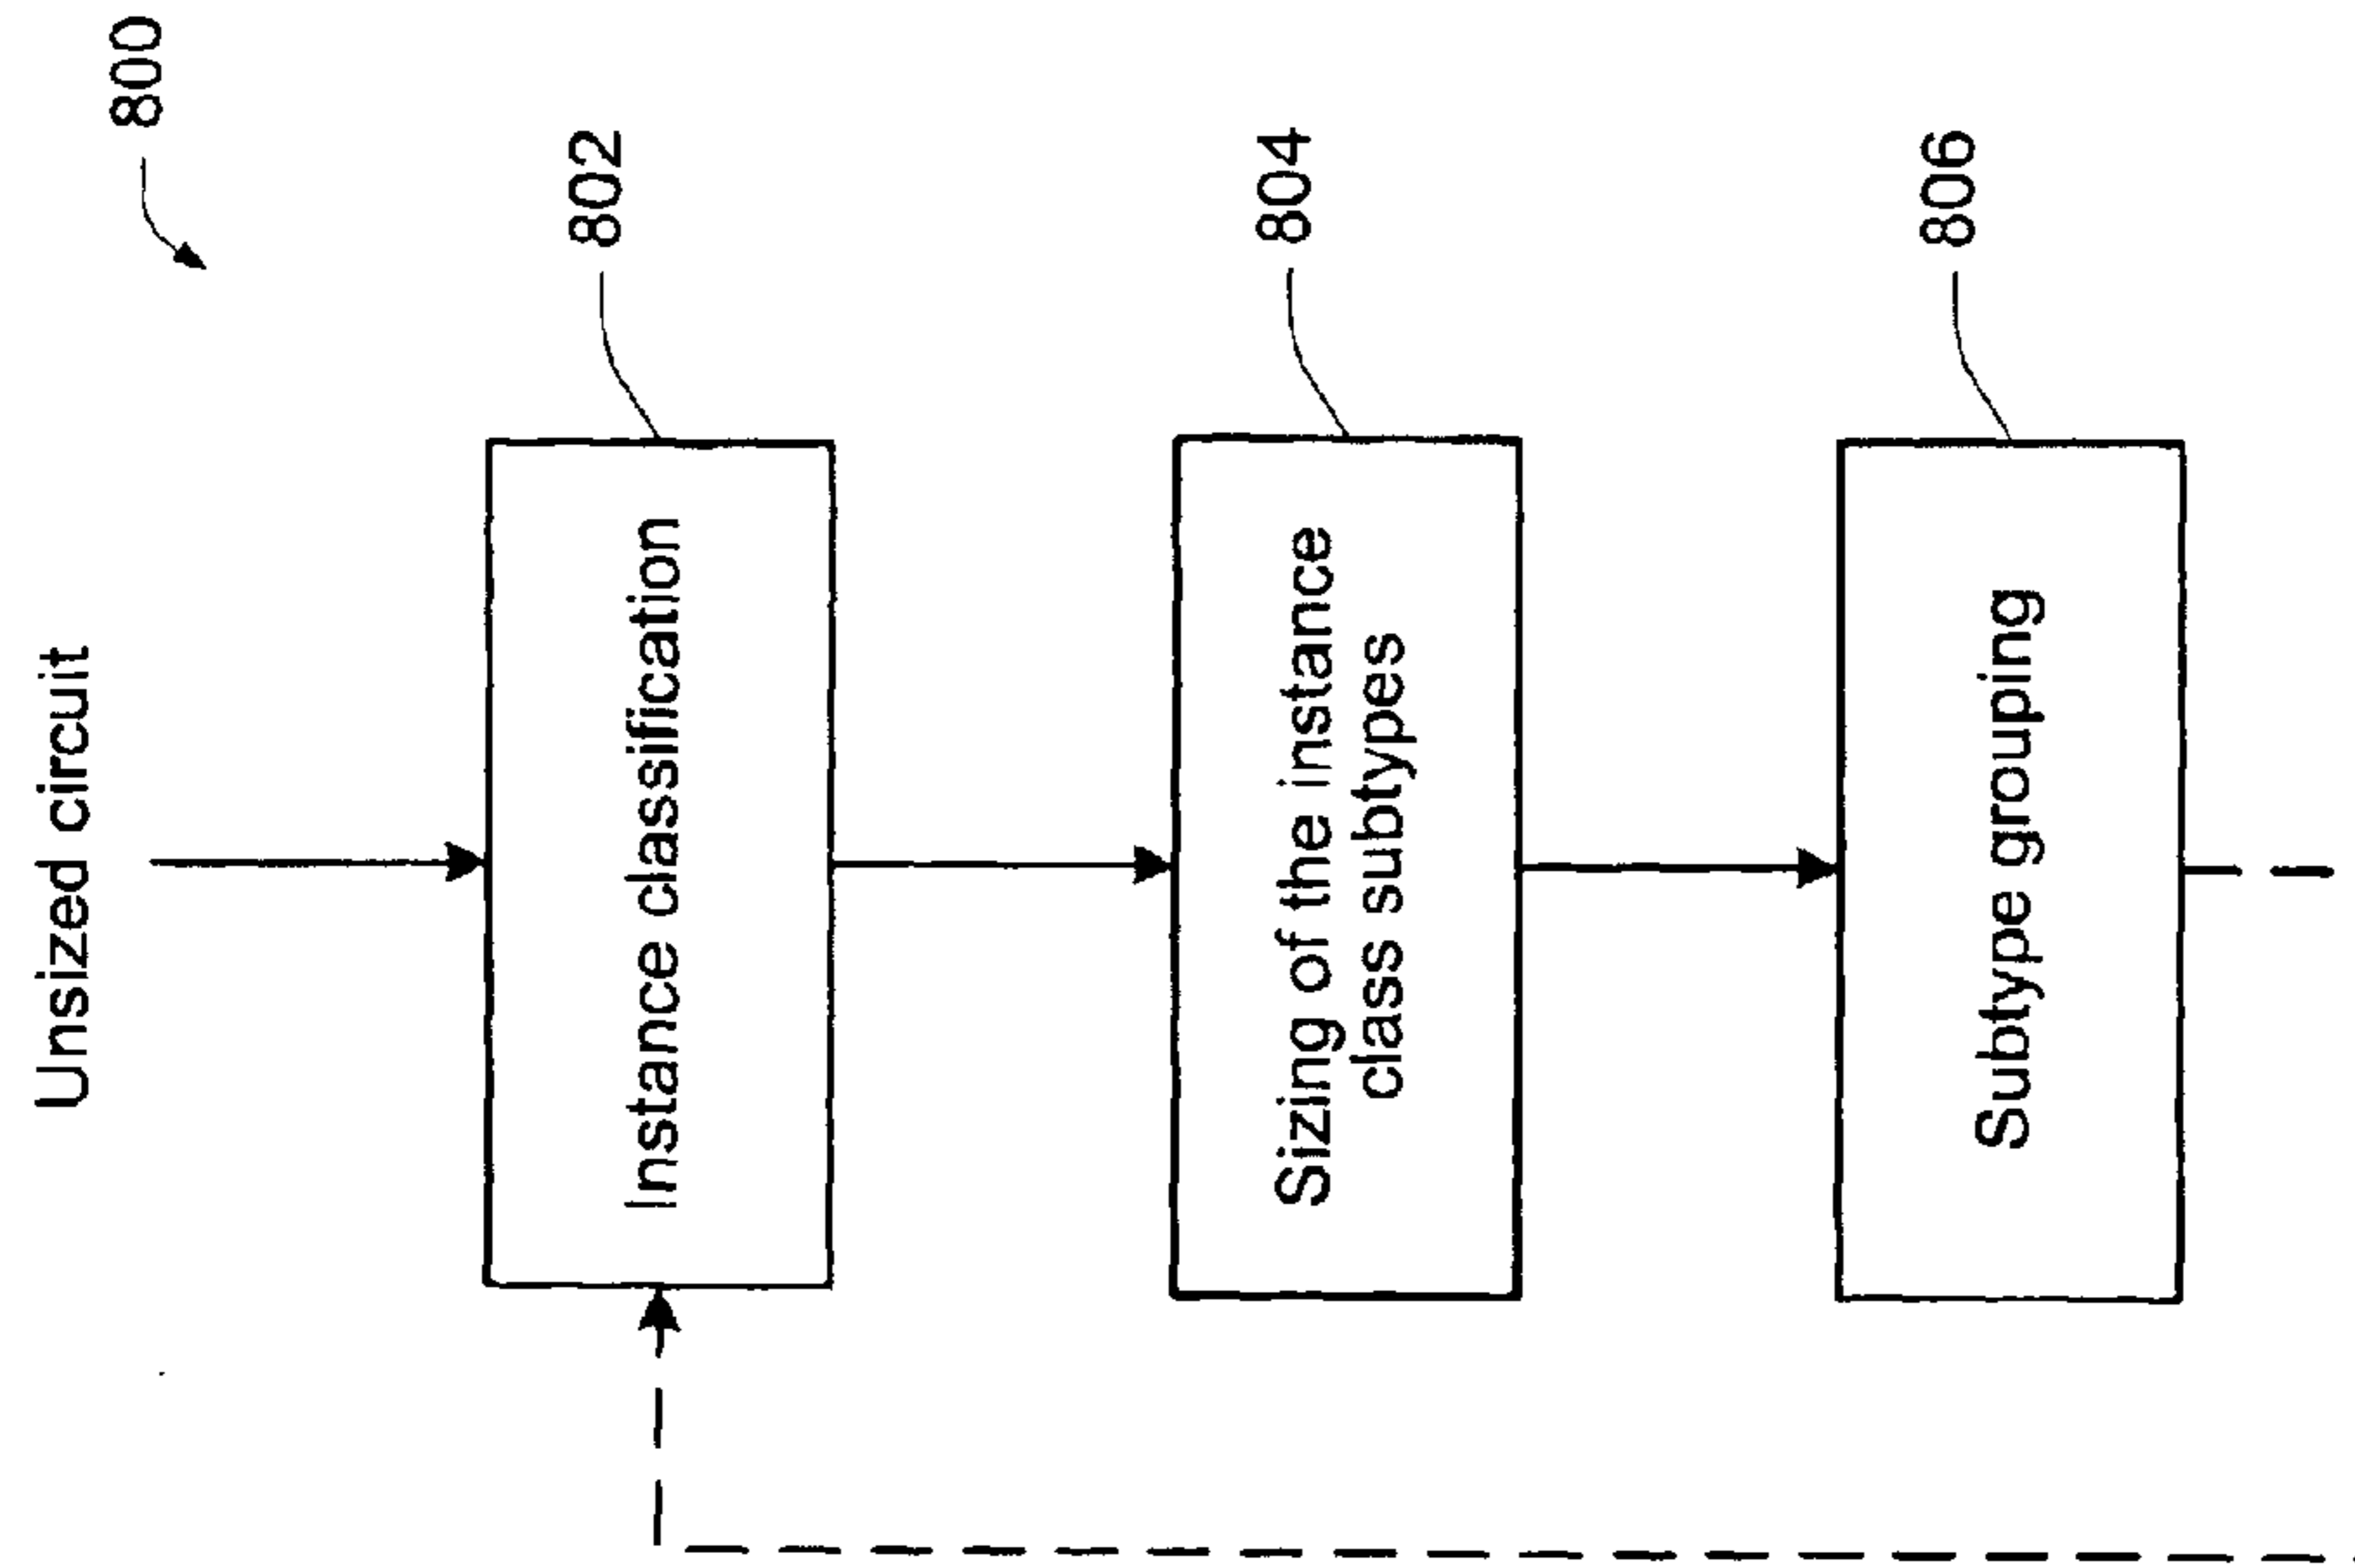 Unsized circuit
800
802
Instance classification
804
Sizing of the instance
class subtypes
806
Subtype grouping